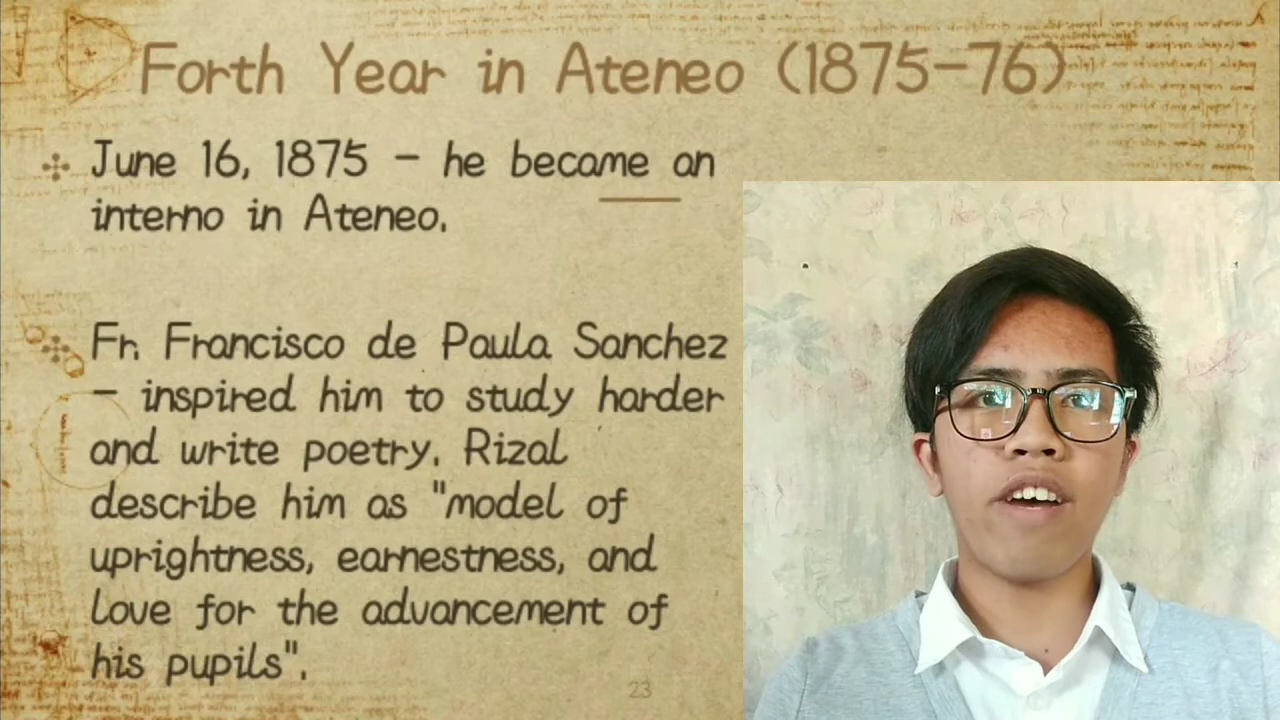 Forth Year in Ateneo (1875-76)
June 16, 1875 - he became an
interno in Ateneo.
Fr. Francisco de Paula Sanchez
- inspired him to study harder
and write poetry. Rizal
describe him as "model of
uprightness, earnestness, and
love for the advancement of
his pupils".
23